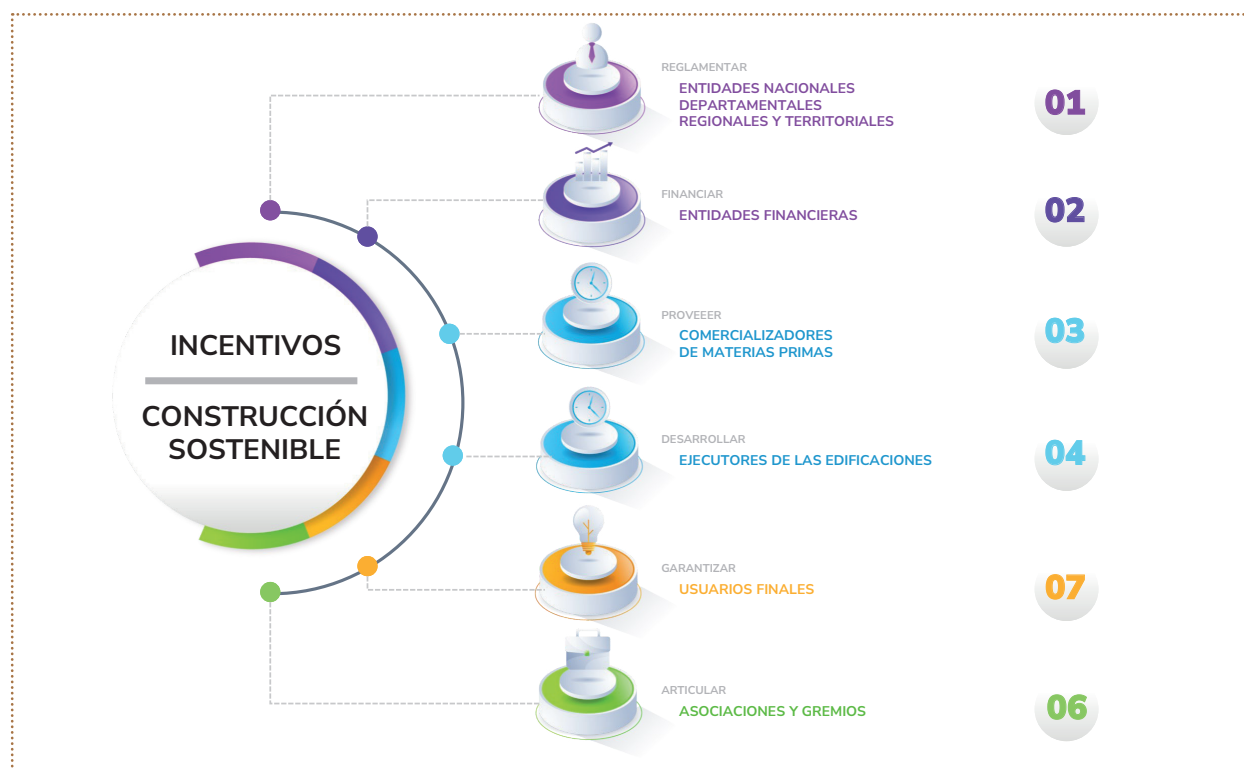 INCENTIVOS
CONSTRUCCIÓN
SOSTENIBLE
REGLAMENTAR
ENTIDADES NACIONALES
DEPARTAMENTALES
REGIONALES Y TERRITORIALES
01
FINANCIAR
ENTIDADES FINANCIERAS
02
PROVEEER
COMERCIALIZADORES
DE MATERIAS PRIMAS
03
DESARROLLAR
EJECUTORES DE LAS EDIFICACIONES
04
GARANTIZAR
USUARIOS FINALES
07
ARTICULAR
ASOCIACIONES Y GREMIOS
06